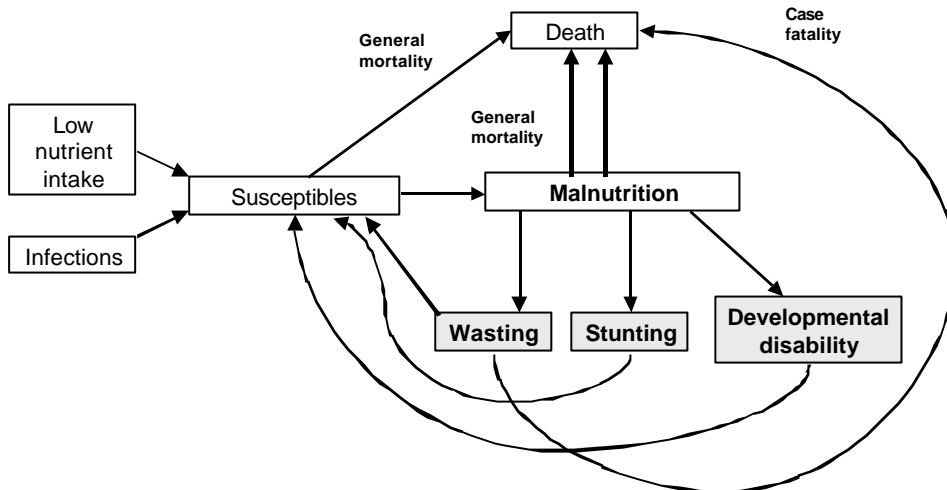 Death
Case
fatality
General
mortality
General
mortality
Low
nutrient
intake
Susceptibles
Malnutrition
Infections
Wasting
Stunting
Developmental
disability